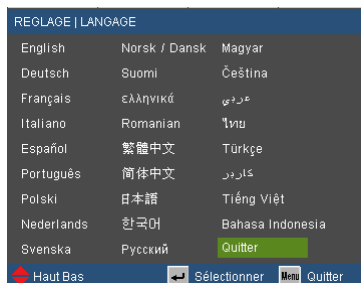 REGLAGE | LANGAGE
English Norsk / Dansk Magyar
Deutsch Suomi Čeština
Français ελληνικά عربي
Italiano Romanian ไทย
Español 繁體中文 Türkçe
Português 简体中文 کاربر
Polski 日本語 Tiếng Việt
Nederlands 한국어 Bahasa Indonesia
Svenska Русский Quitter
Haut Bas Sélectionner Menu Quitter